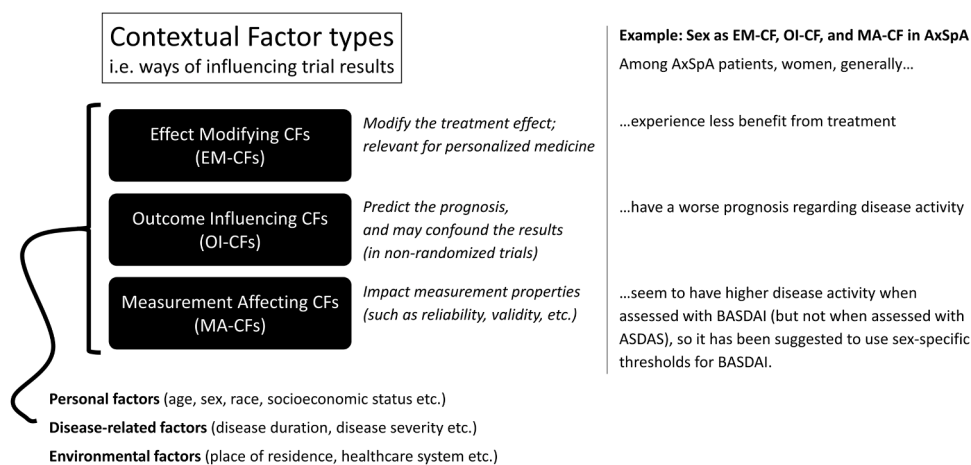 Contextual Factor types
i.e. ways of influencing trial results
Effect Modifying CFs
(EM-CFs)
Modify the treatment effect;
relevant for personalized medicine
Outcome Influencing CFs
(OI-CFs)
Predict the prognosis,
and may confound the results
(in non-randomized trials)
Measurement Affecting CFs
(MA-CFs)
Impact measurement properties
(such as reliability, validity, etc.)
Personal factors (age, sex, race, socioeconomic status etc.)
Disease-related factors (disease duration, disease severity etc.)
Environmental factors (place of residence, healthcare system etc.)
Example: Sex as EM-CF, OI-CF, and MA-CF in AxSpA
Among AxSpA patients, women, generally…
…experience less benefit from treatment
…have a worse prognosis regarding disease activity
…seem to have higher disease activity when
assessed with BASDAI (but not when assessed with
ASDAS), so it has been suggested to use sex-specific
thresholds for BASDAI.